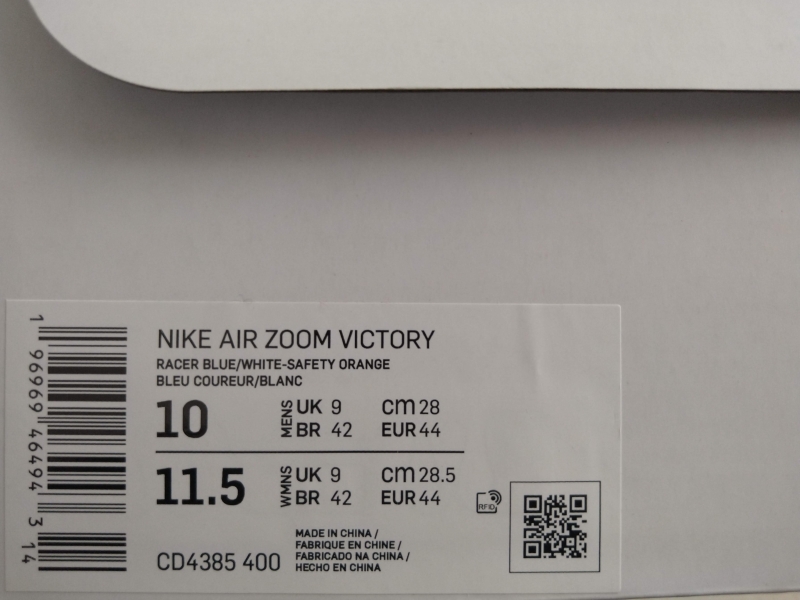 NIKE AIR ZOOM VICTORY
RACER BLUE/WHITE-SAFETY ORANGE
BLEU COUREUR/BLANC
10 MENS UK 9 CM 28
BR 42 EUR 44
11.5 WMNS UK 9 CM 28.5
BR 42 EUR 44
RFID
CD4385 400
MADE IN CHINA /
FABRIQUE EN CHINE /
FABRICADO NA CHINA /
HECHO EN CHINA
1 96969 46494 3 14